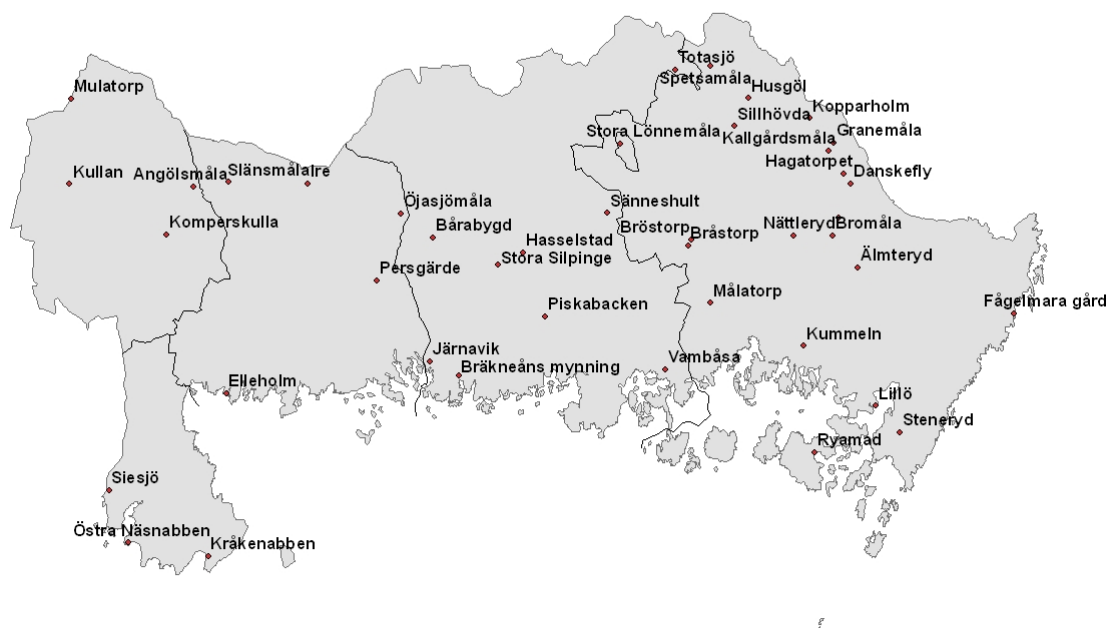 Totasjö
Spetsamåla
Mulatorp
Husgöl
Kopparholm
Sillhövda
Stora Lönnemåla
Granemåla
Kallgårdsmåla
Hagatorpet
Danskefly
Kullan
Angölsmåla
Slänsmåla
Ire
Öjasjömåla
Sänneshult
Komperskulla
Bårabygd
Bröstorp
Bråstorp
Nättleryd
Bromåla
Hasselstad
Stora Silpinge
Älmteryd
Persgärde
Målatorp
Fågelmara gård
Piskabacken
Kummeln
Järnavik
Vambåsa
Bräkneåns mynning
Elleholm
Lillö
Steneryd
Ryamad
Siesjö
Östra Näsnabben
Kråkenabben